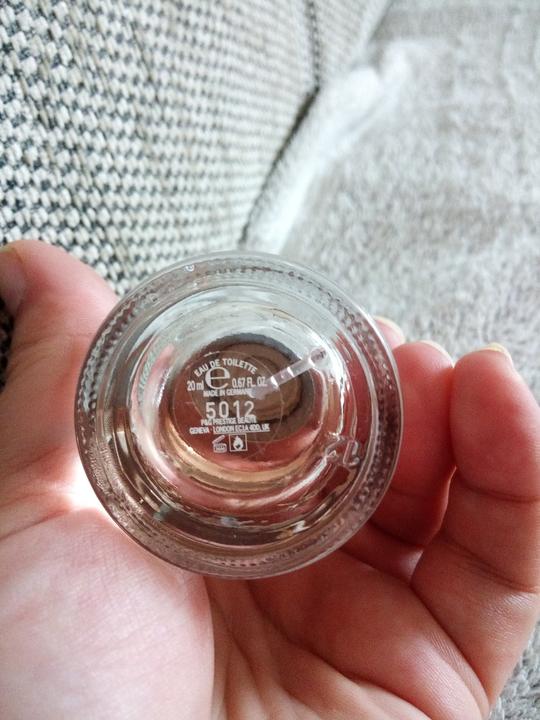 EAU DE TOILETTE
20 ml e 0.67 FL. OZ.
MADE IN GERMANY
5012
P&G PRESTIGE BEAUTE
GENEVA · LONDON EC1A 4DD, UK